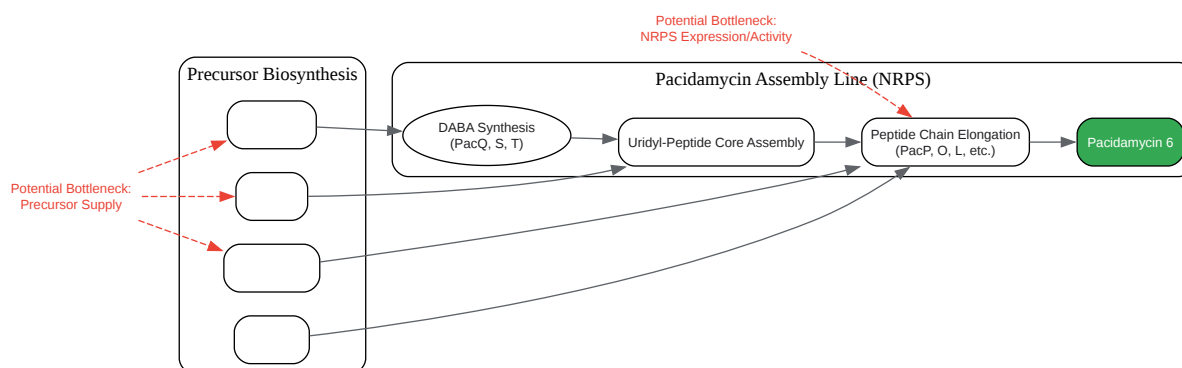 Potential Bottleneck:
NRPS Expression/Activity
Precursor Biosynthesis
Pacidamycin Assembly Line (NRPS)
DABA Synthesis
(PacQ, S, T)
Uridyl-Peptide Core Assembly
Peptide Chain Elongation
(PacP, O, L, etc.)
Pacidamycin 6
Potential Bottleneck:
Precursor Supply